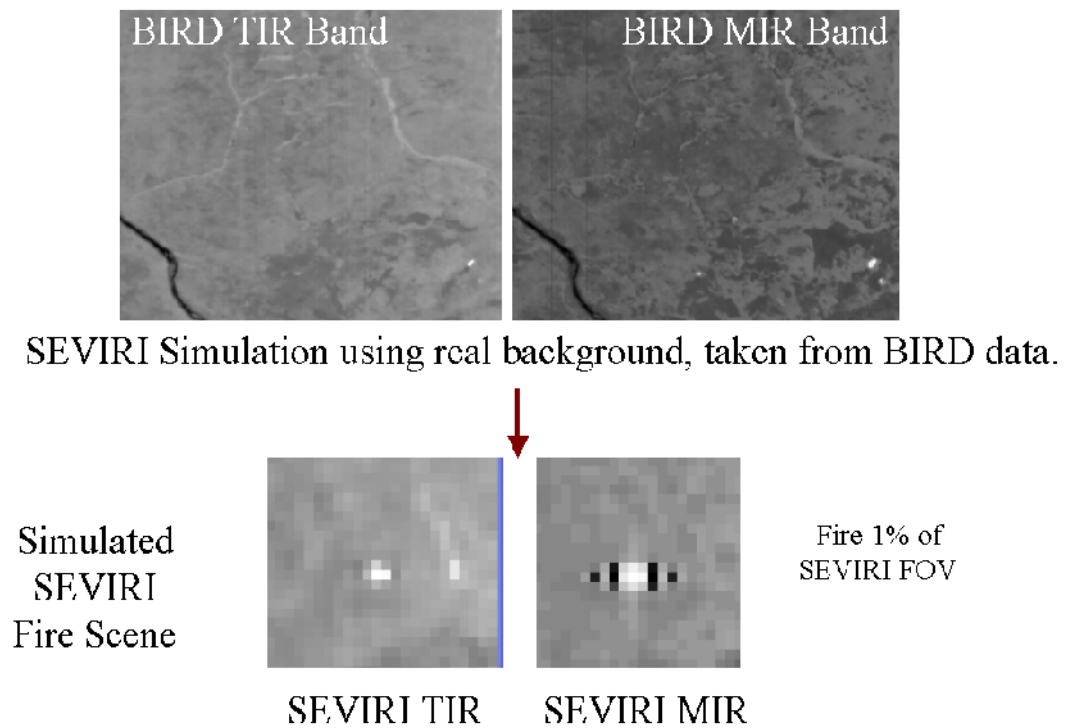 BIRD TIR Band
BIRD MIR Band
SEVIRI Simulation using real background, taken from BIRD data.
Simulated
SEVIRI
Fire Scene
Fire 1% of
SEVIRI FOV
SEVIRI TIR
SEVIRI MIR